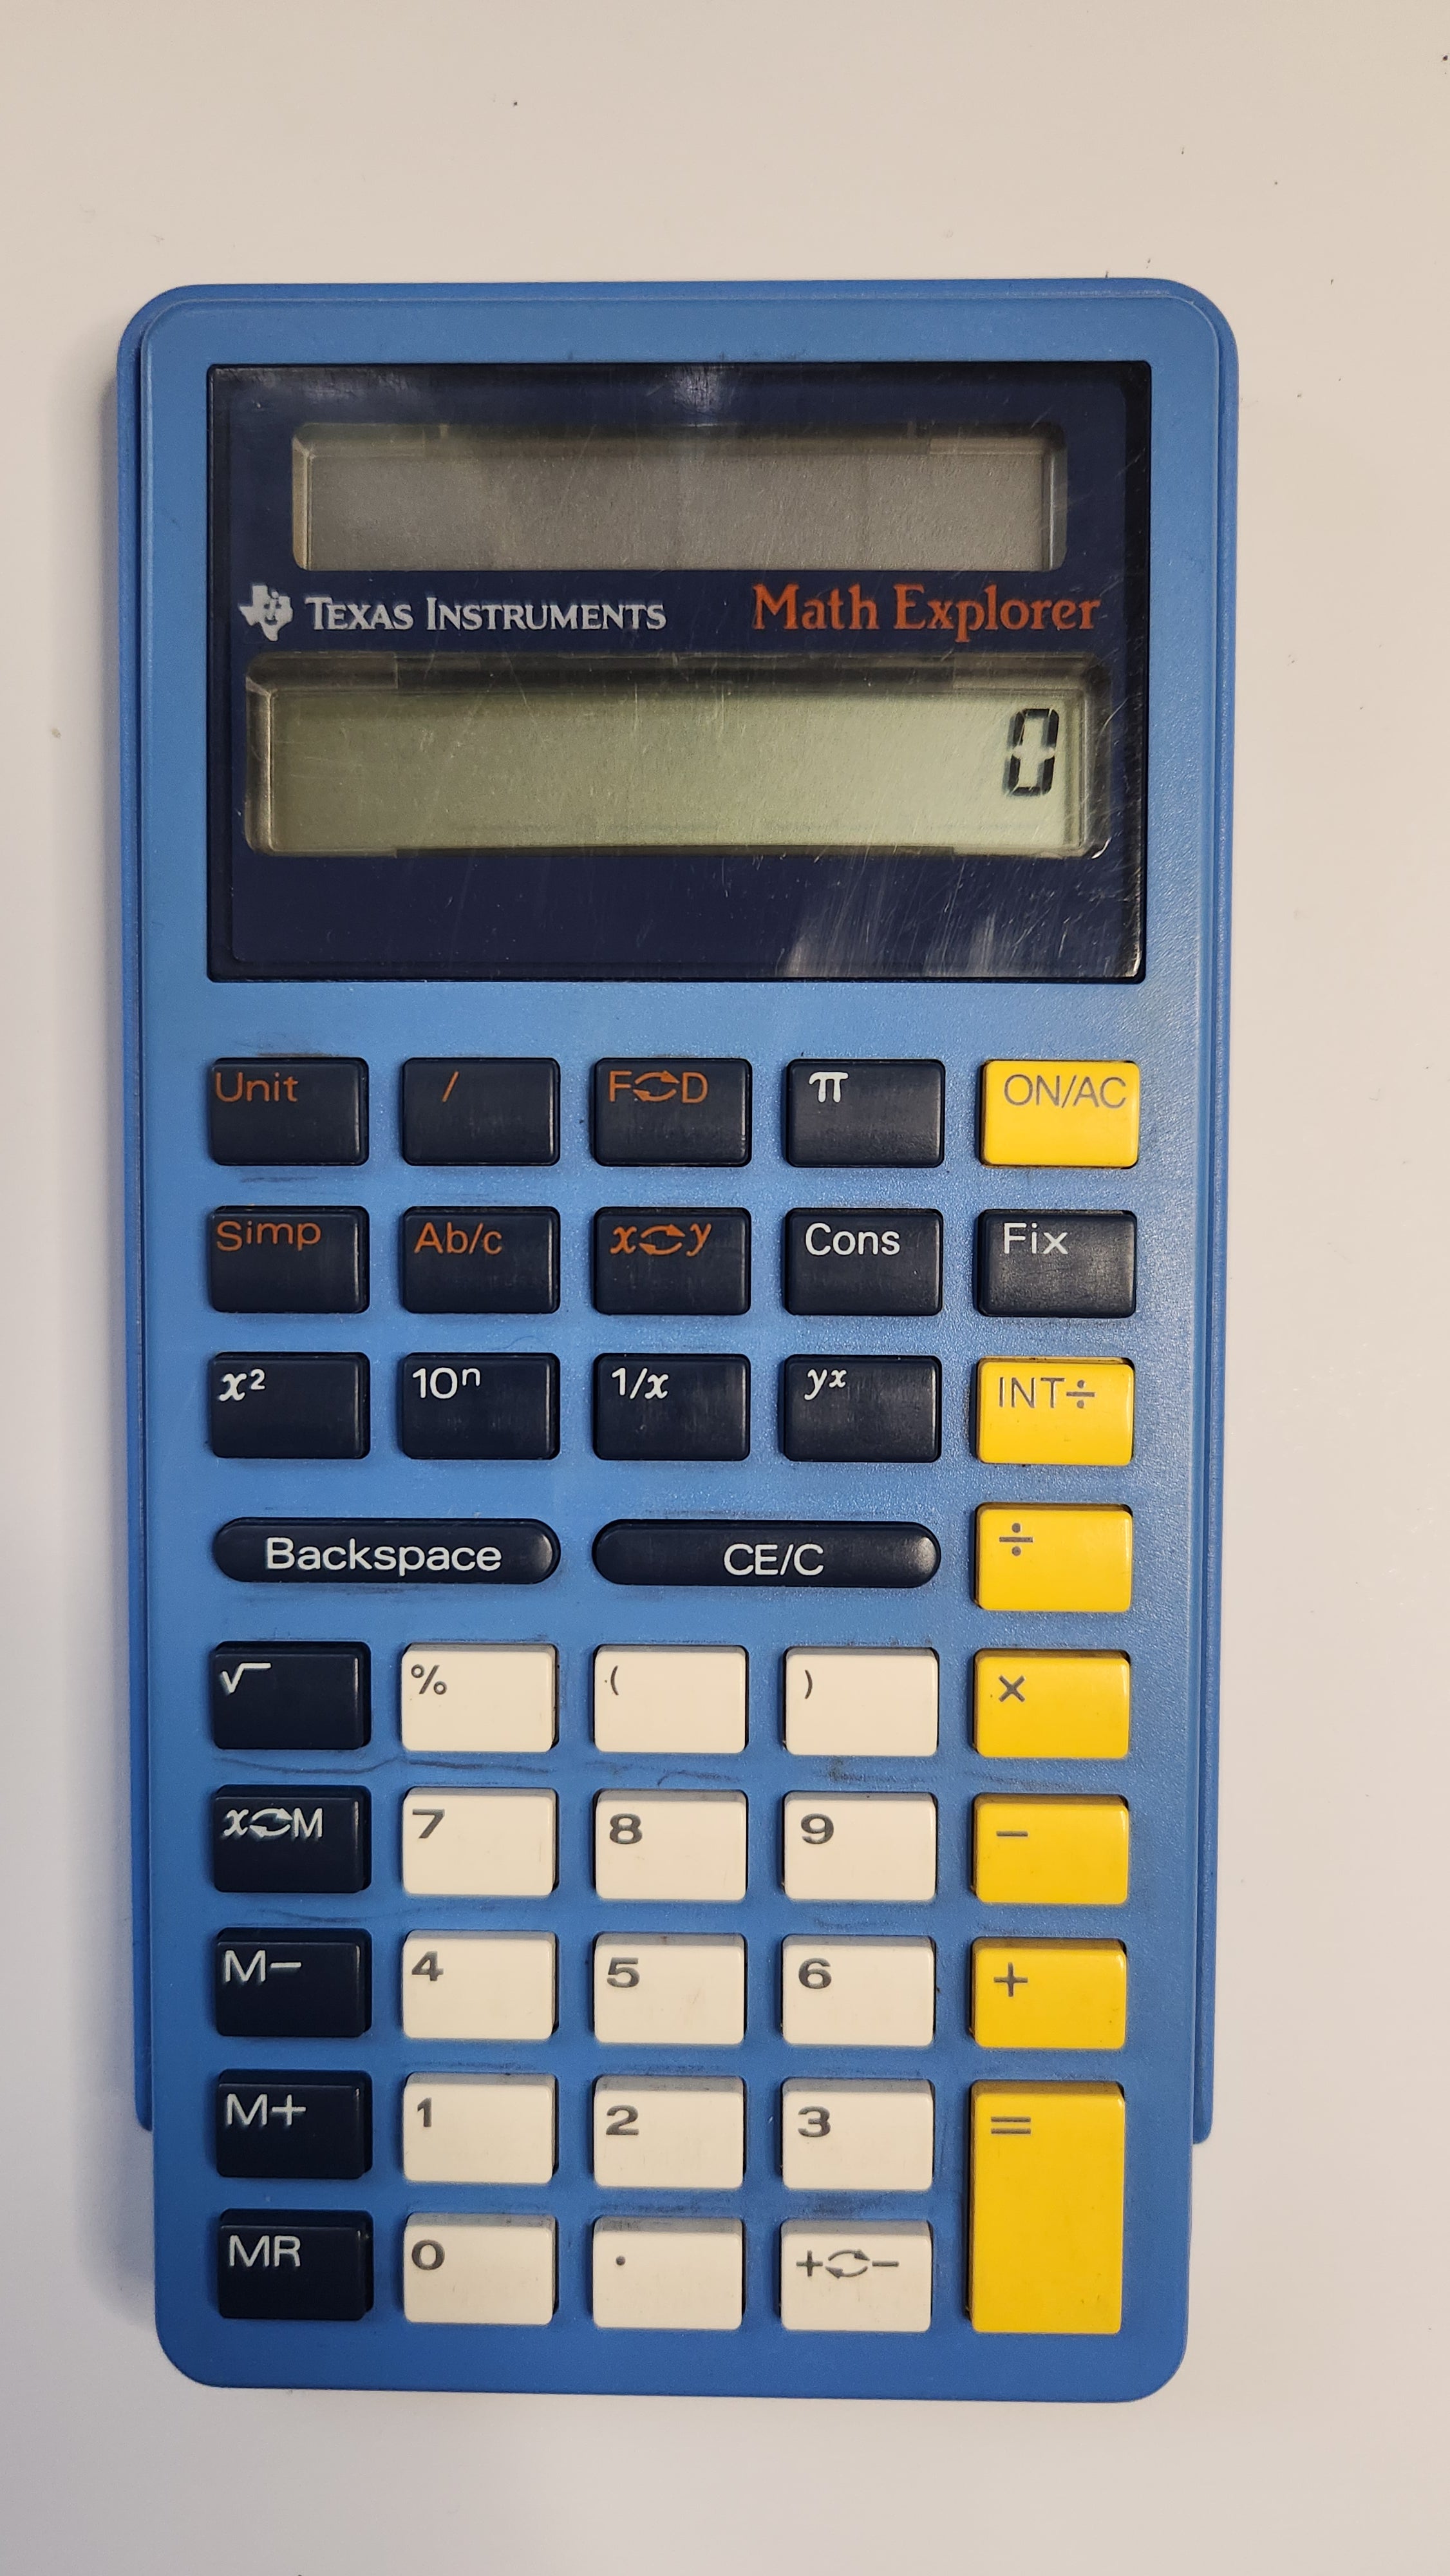 TEXAS INSTRUMENTS Math Explorer
0
Unit / F⇄D π ON/AC
Simp Ab/c x⇄y Cons Fix
x² 10ⁿ 1/x yˣ INT÷
Backspace CE/C ÷
√ % ( ) ×
x⇄M 7 8 9 −
M− 4 5 6 +
M+ 1 2 3 =
MR 0 . +⇄−